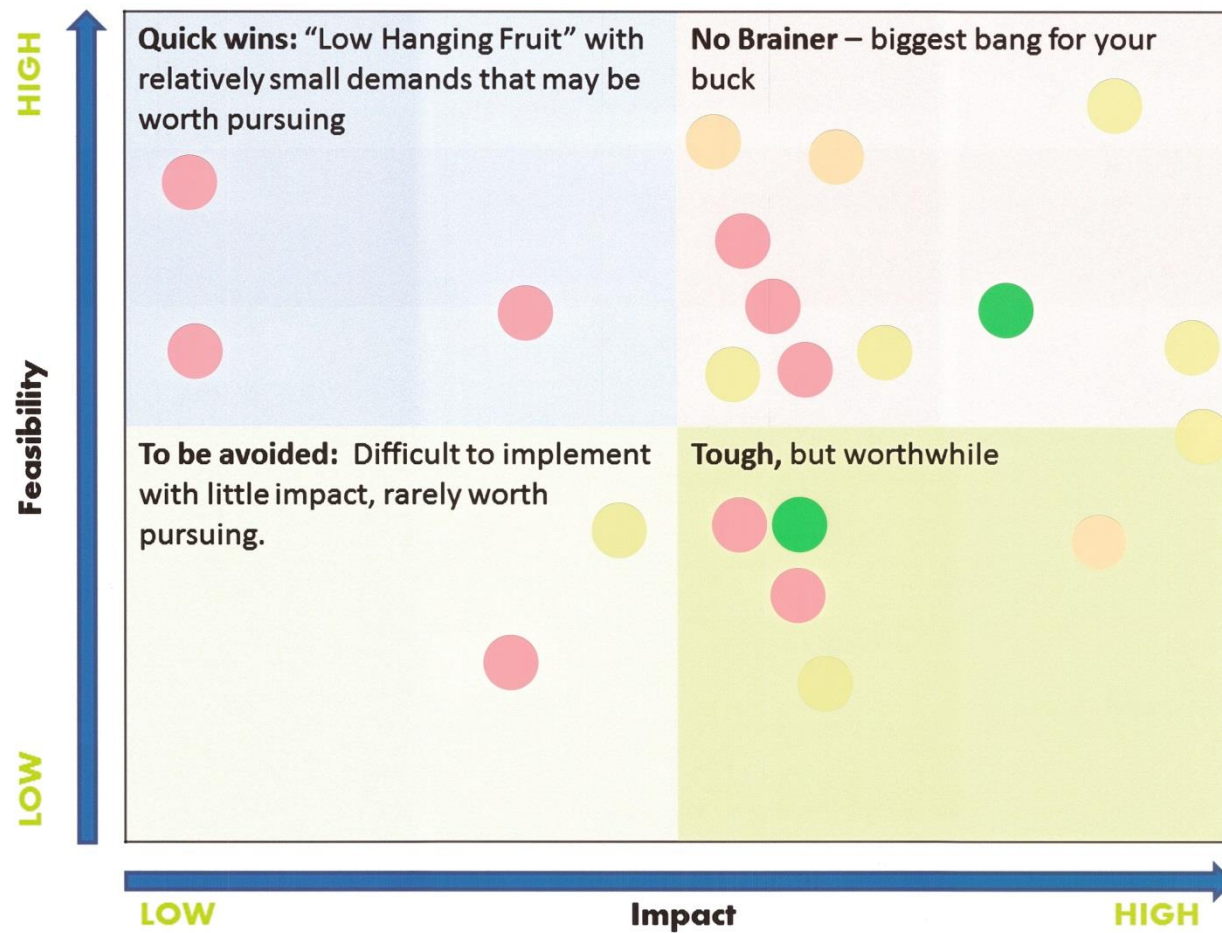 HIGH
Quick wins: “Low Hanging Fruit” with
relatively small demands that may be
worth pursuing
No Brainer – biggest bang for your
buck
Feasibility
To be avoided:  Difficult to implement
with little impact, rarely worth
pursuing.
Tough, but worthwhile
LOW
LOW
Impact
HIGH